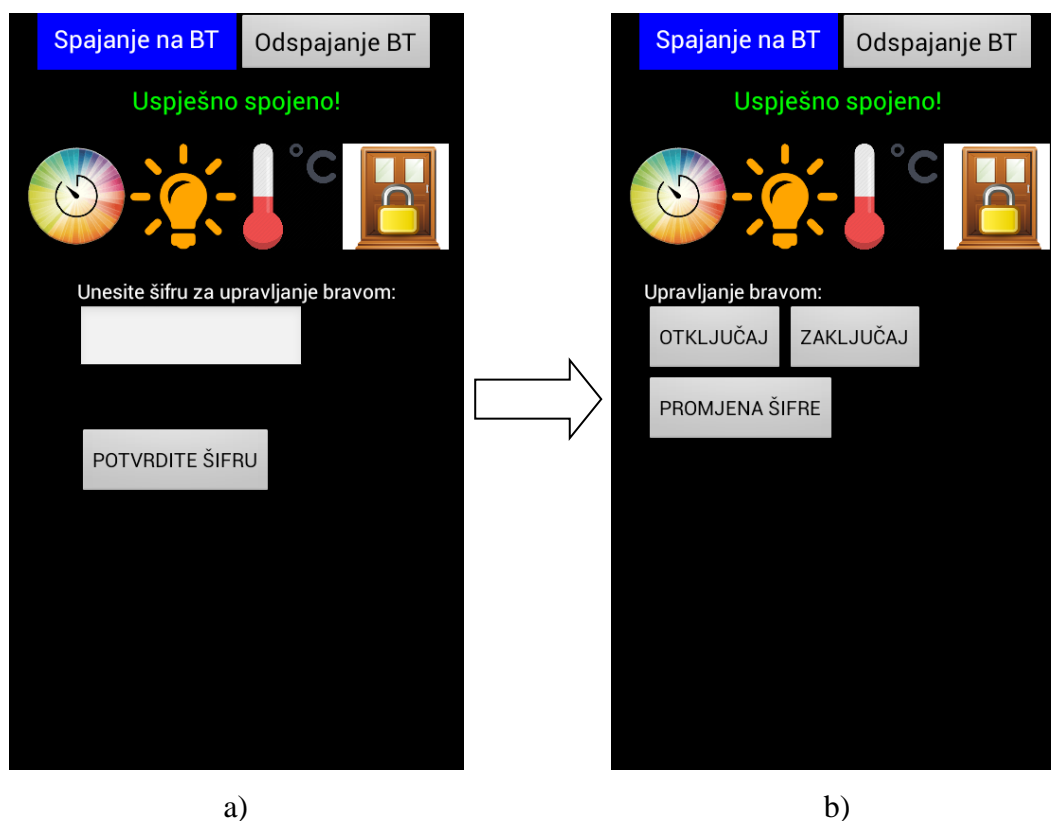 Spajanje na BT
Odspajanje BT
Uspješno spojeno!
°C
Unesite šifru za upravljanje bravom:
POTVRDITE ŠIFRU
a)
Spajanje na BT
Odspajanje BT
Uspješno spojeno!
°C
Upravljanje bravom:
OTKLJUČAJ
ZAKLJUČAJ
PROMJENA ŠIFRE
b)